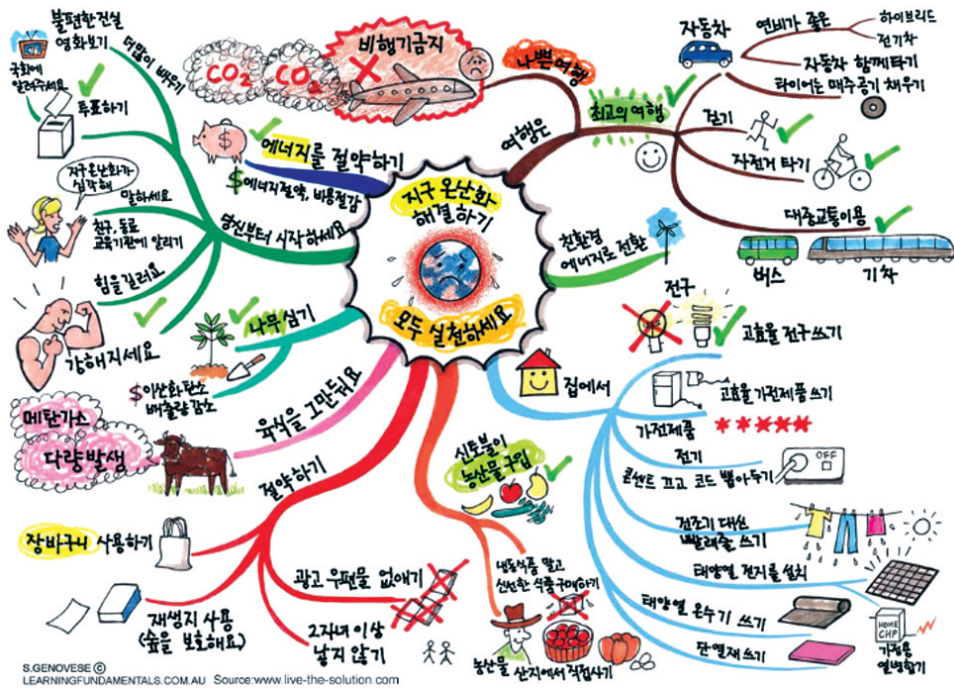 지구 온난화
해결하기
모두 실천하세요
불편한 진실
영화보기
더많이 배우기
국회에
알려주세요
투표하기
지구온난화가
심각해
말하세요
친구, 동료
교육기관에 알리기
힘을길러요
강해지세요
당신부터 시작하세요
CO2
CO2
비행기금지
나쁜여행
여행은
최고의 여행
자동차
연비가 좋은
하이브리드
전기차
자동차 함께타기
타이어는 매주공기 채우기
걷기
자전거 타기
대중교통이용
버스
기차
$
에너지를 절약하기
$에너지절약, 비용절감
친환경
에너지로 전환
나무심기
$이산화탄소
배출량감소
육식을 그만둬요
메탄가스
다량발생
절약하기
장바구니 사용하기
재생지 사용
(숲을 보호해요)
광고 우편물 없애기
2자녀이상
낳지 않기
신토불이
농산물구입
냉동식품 말고
신선한 식품구매하기
농산물 산지에서 직접사기
집에서
전구
고효율 전구쓰기
고효율가전제품쓰기
가전제품
전기
콘센트 끄고 코드 뽑아두기
OFF
건조기 대신
빨래줄 쓰기
태양열 전지를 설치
태양열 온수기 쓰기
단열재 쓰기
HOME
CHP
가정용
열병합기
S.GENOVESE ©
LEARNINGFUNDAMENTALS.COM.AU Source:www.live-the-solution.com